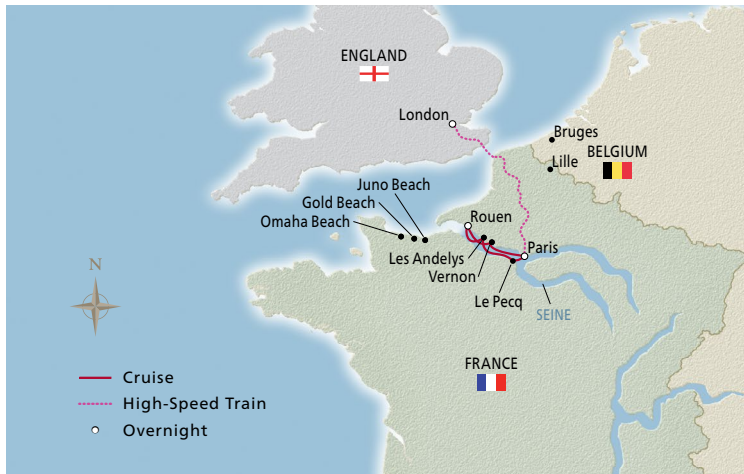 ENGLAND
London
Bruges
BELGIUM
Lille
Juno Beach
Gold Beach
Omaha Beach
Rouen
Les Andelys
Vernon
Paris
Le Pecq
SEINE
N
FRANCE
Cruise
High-Speed Train
Overnight